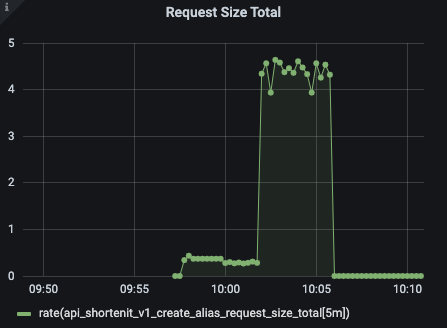 i
Request Size Total
5
4
3
2
1
0
09:50 09:55 10:00 10:05 10:10
rate(api_shortenit_v1_create_alias_request_size_total[5m])